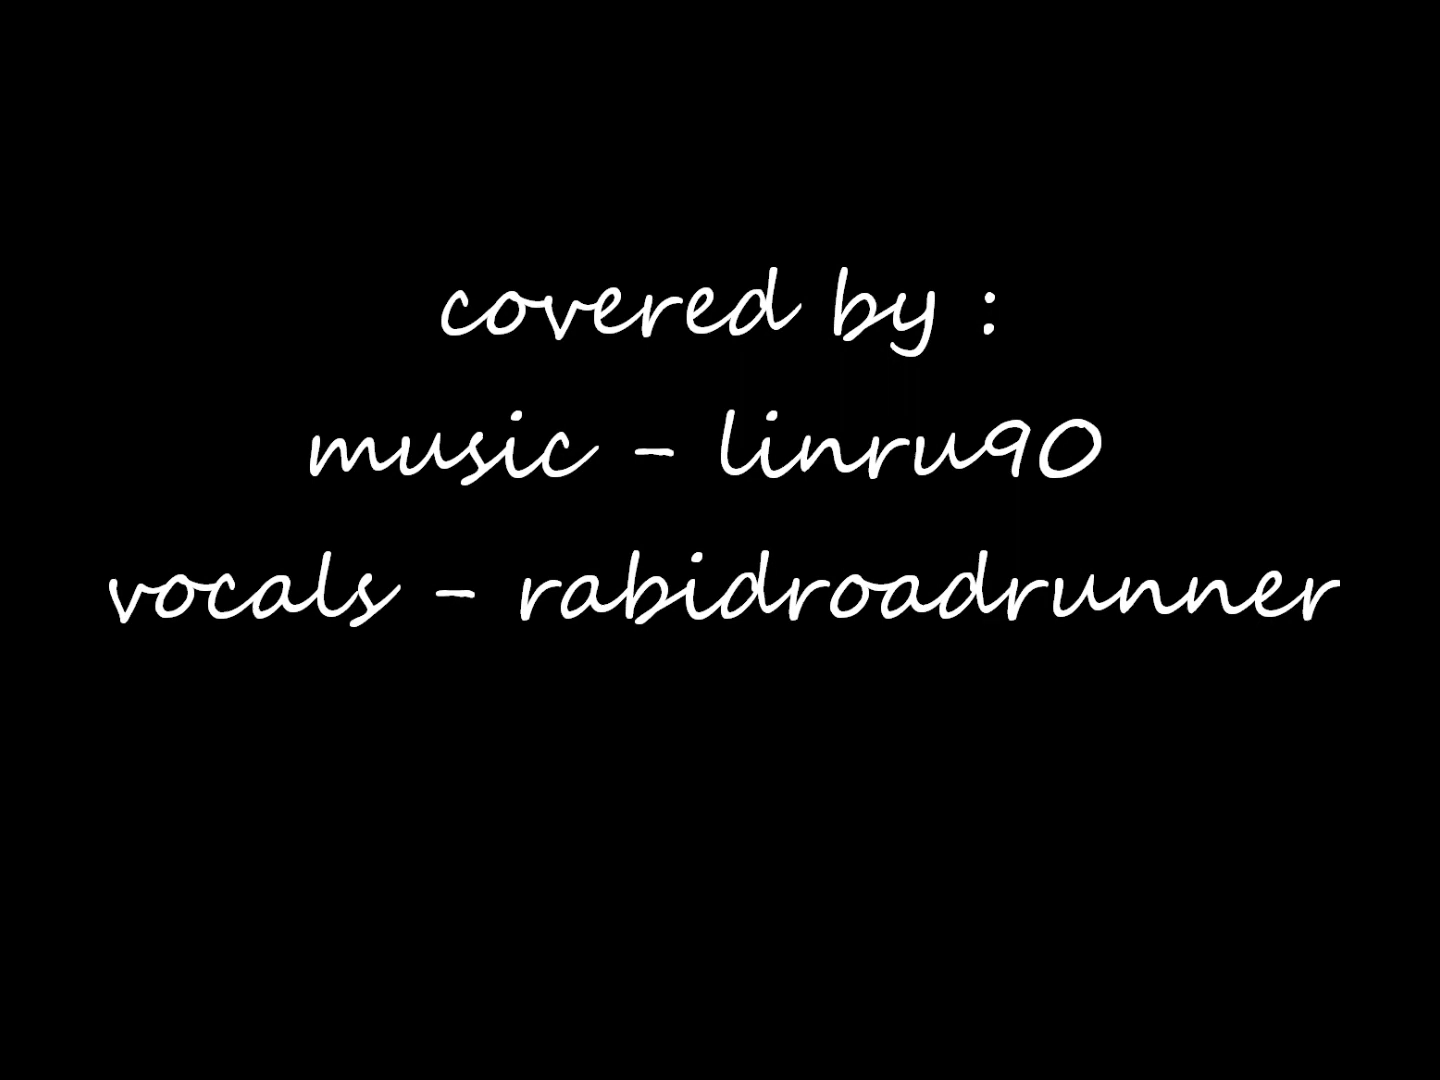 covered by :
music - linru90
vocals - rabidroadrunner